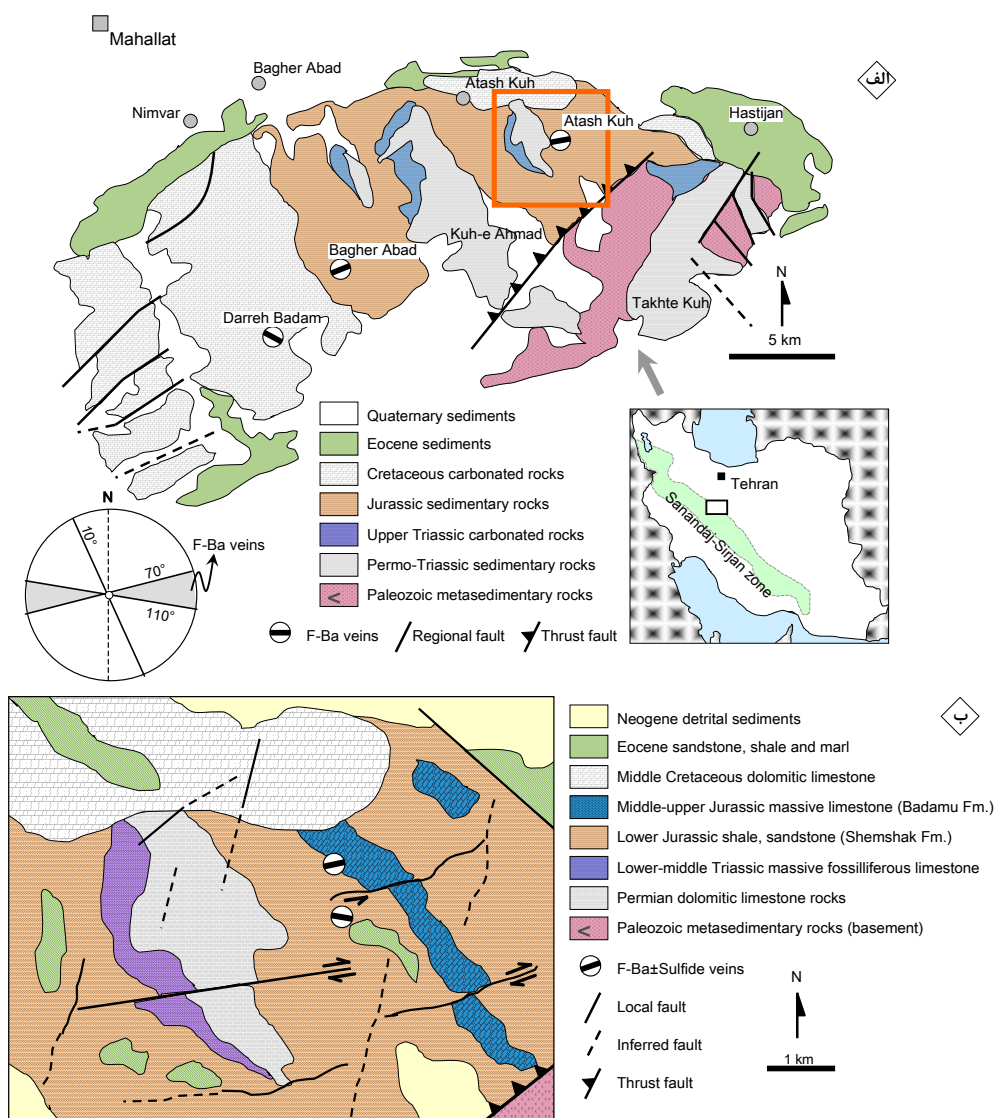 Mahallat
Bagher Abad
Nimvar
Atash Kuh
الف
Atash Kuh
Hastijan
Kuh-e Ahmad
Bagher Abad
Takhte Kuh
N
5 km
Darreh Badam
Quaternary sediments
Eocene sediments
Cretaceous carbonated rocks
Jurassic sedimentary rocks
Upper Triassic carbonated rocks
Permo-Triassic sedimentary rocks
Paleozoic metasedimentary rocks
F-Ba veins
Regional fault
Thrust fault
N
10°
F-Ba veins
70°
110°
Tehran
Sanandaj-Sirjan zone
ب
Neogene detrital sediments
Eocene sandstone, shale and marl
Middle Cretaceous dolomitic limestone
Middle-upper Jurassic massive limestone (Badamu Fm.)
Lower Jurassic shale, sandstone (Shemshak Fm.)
Lower-middle Triassic massive fossilliferous limestone
Permian dolomitic limestone rocks
Paleozoic metasedimentary rocks (basement)
F-Ba±Sulfide veins
Local fault
Inferred fault
Thrust fault
N
1 km